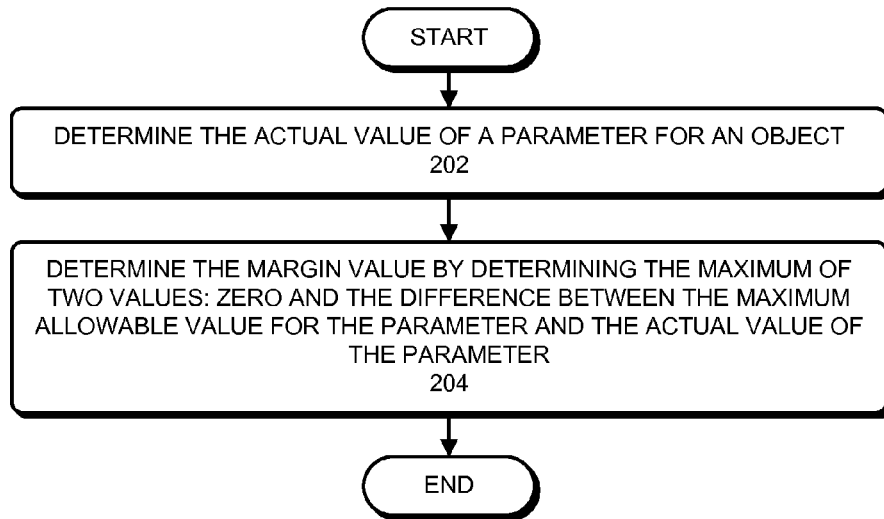 START
DETERMINE THE ACTUAL VALUE OF A PARAMETER FOR AN OBJECT
202
DETERMINE THE MARGIN VALUE BY DETERMINING THE MAXIMUM OF
TWO VALUES: ZERO AND THE DIFFERENCE BETWEEN THE MAXIMUM
ALLOWABLE VALUE FOR THE PARAMETER AND THE ACTUAL VALUE OF
THE PARAMETER
204
END